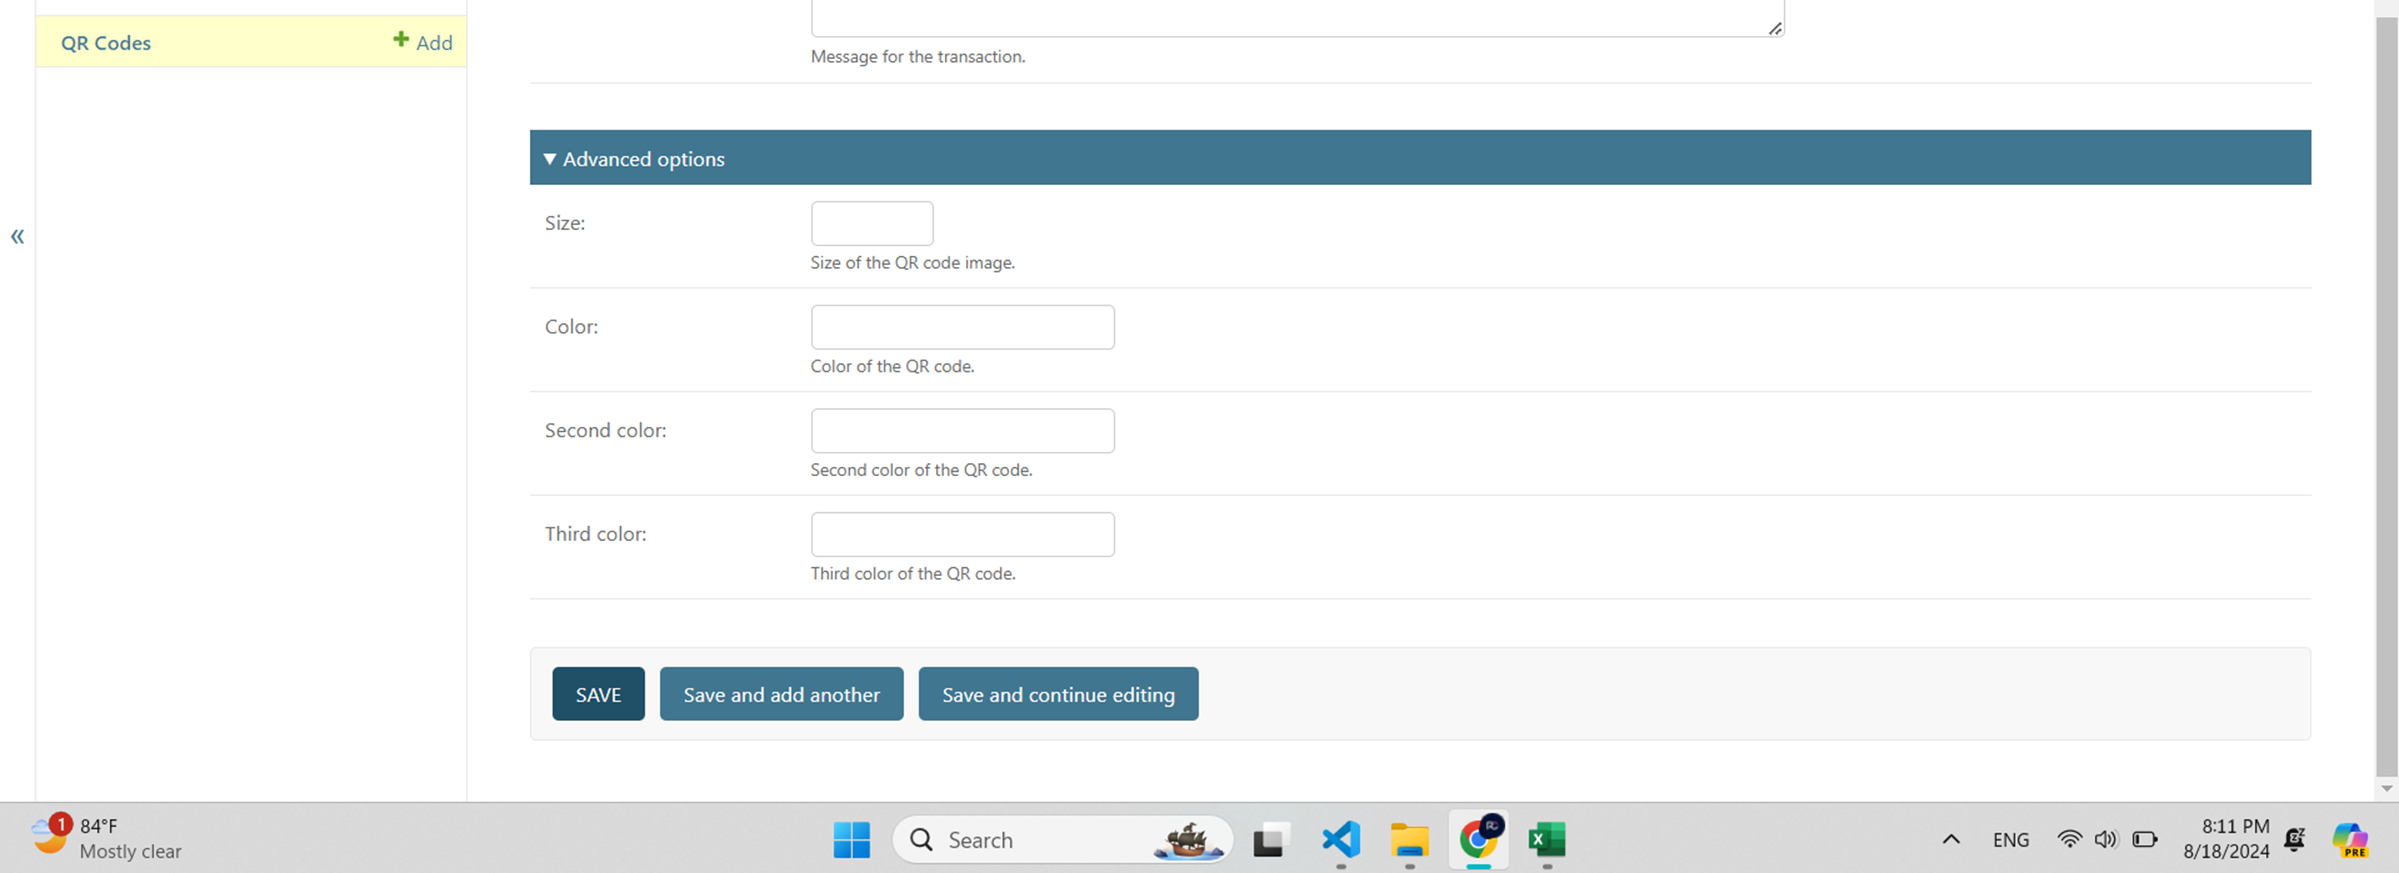 QR Codes
Add
Message for the transaction.
Advanced options
Size:
Size of the QR code image.
Color:
Color of the QR code.
Second color:
Second color of the QR code.
Third color:
Third color of the QR code.
SAVE
Save and add another
Save and continue editing
1
84°F
Mostly clear
Search
ENG
8:11 PM
8/18/2024
PRE